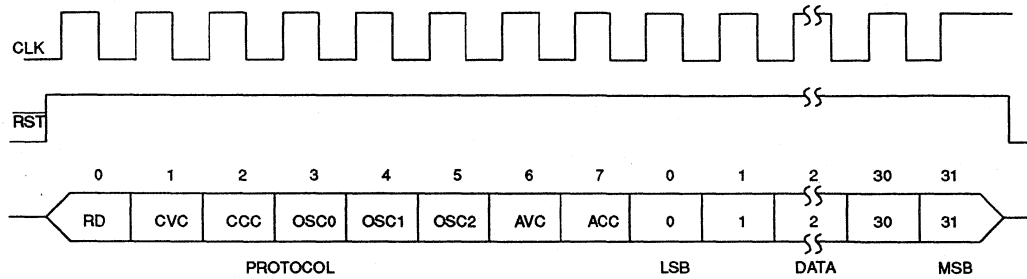 CLK
RST
0 1 2 3 4 5 6 7 0 1 2 30 31
RD CVC CCC OSC0 OSC1 OSC2 AVC ACC 0 1 2 30 31
PROTOCOL LSB DATA MSB